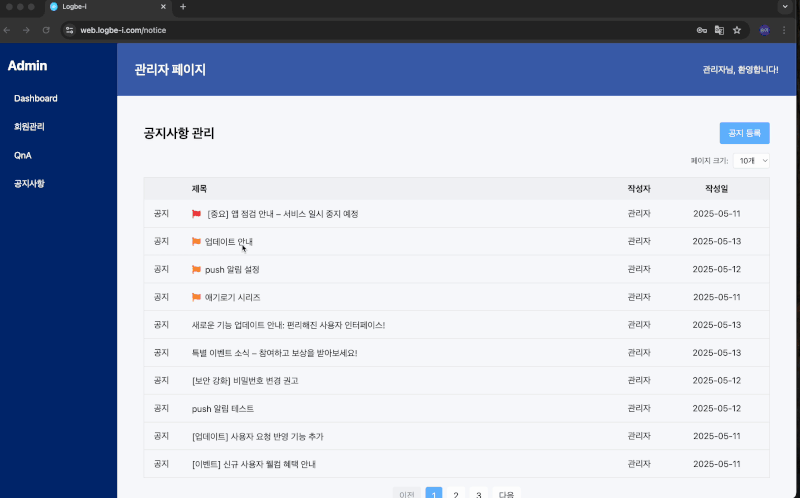 Logbe-i
web.logbe-i.com/notice
Admin
관리자 페이지
관리자님, 환영합니다!
Dashboard
회원관리
QnA
공지사항
공지사항 관리
공지 등록
페이지 크기: 10개
제목 작성자 작성일
공지 [중요] 앱 점검 안내 – 서비스 일시 중지 예정 관리자 2025-05-11
공지 업데이트 안내 관리자 2025-05-13
공지 push 알림 설정 관리자 2025-05-12
공지 애기로기 시리즈 관리자 2025-05-11
공지 새로운 기능 업데이트 안내: 편리해진 사용자 인터페이스! 관리자 2025-05-13
공지 특별 이벤트 소식 – 참여하고 보상을 받아보세요! 관리자 2025-05-13
공지 [보안 강화] 비밀번호 변경 권고 관리자 2025-05-12
공지 push 알림 테스트 관리자 2025-05-12
공지 [업데이트] 사용자 요청 반영 기능 추가 관리자 2025-05-11
공지 [이벤트] 신규 사용자 웰컴 혜택 안내 관리자 2025-05-11
이전 1 2 3 다음